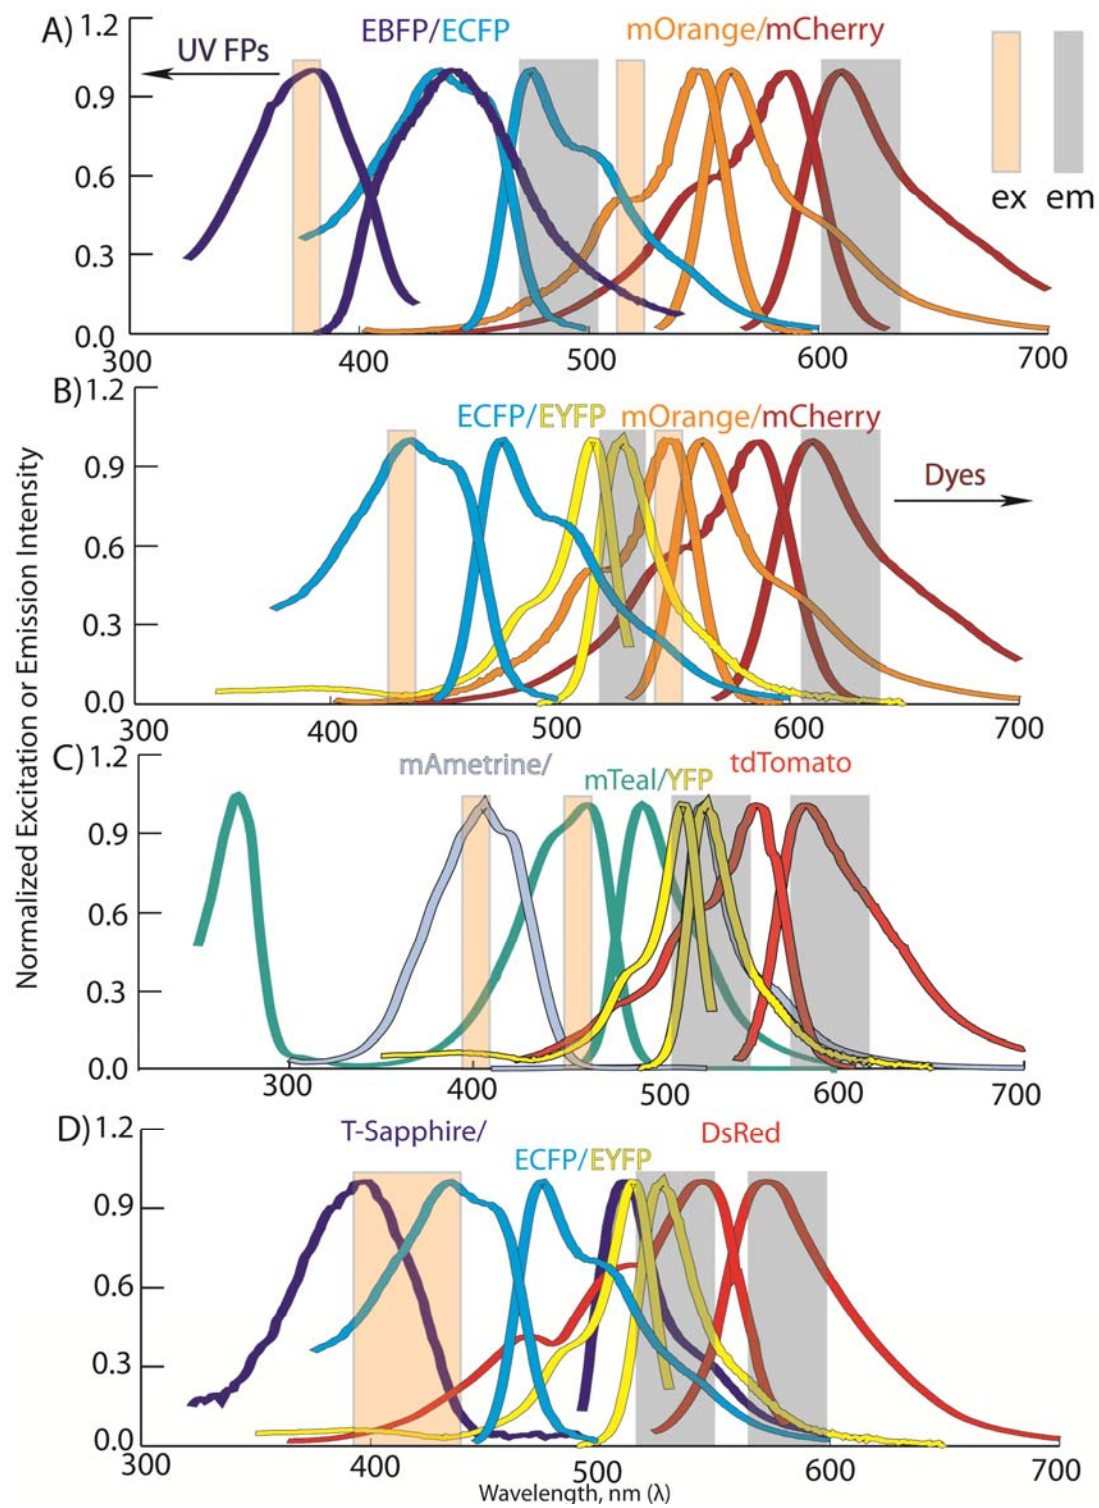 A) 1.2
EBFP/ECFP
mOrange/mCherry
UV FPs
0.9
0.6
0.3
0.0
ex em
300 400 500 600 700
B) 1.2
ECFP/EYFP
mOrange/mCherry
Dyes
0.9
0.6
0.3
0.0
300 400 500 600 700
Normalized Excitation or Emission Intensity
C) 1.2
mAmetrine/
mTeal/YFP
tdTomato
0.9
0.6
0.3
0.0
300 400 500 600 700
D) 1.2
T-Sapphire/
ECFP/EYFP
DsRed
0.9
0.6
0.3
0.0
300 400 500 600 700
Wavelength, nm (λ)